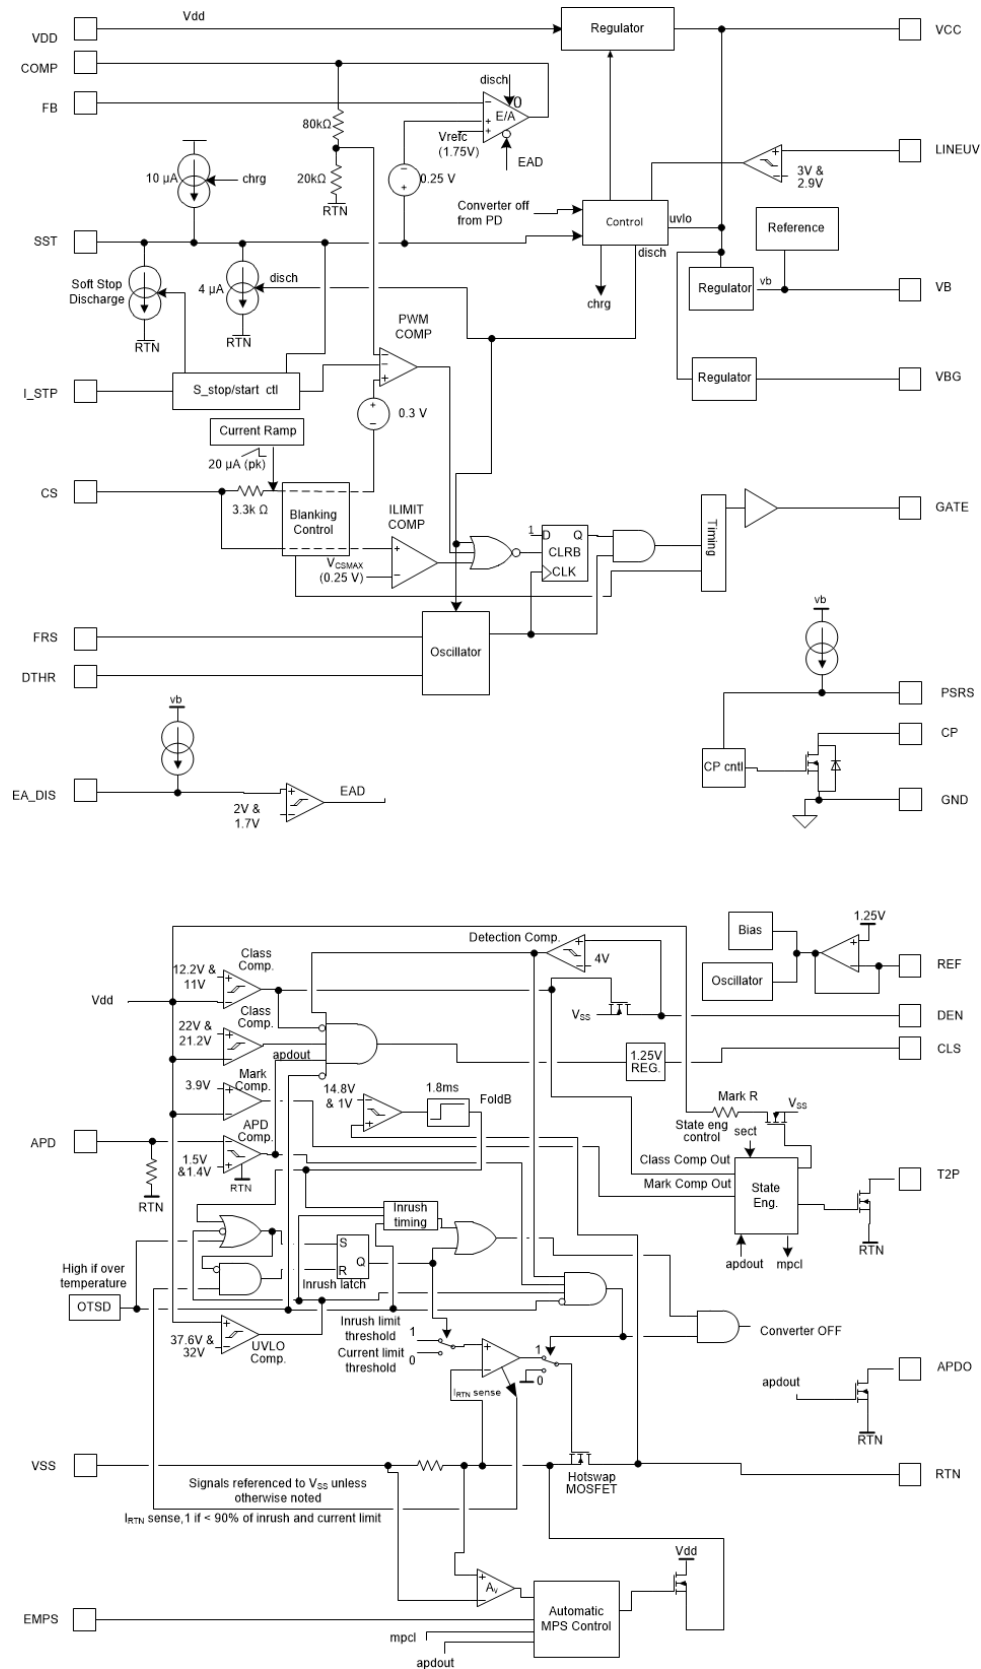 Vdd
VDD
Regulator
VCC
COMP
disch
FB
E/A
80kΩ
Vrefc
(1.75V)
LINEUV
EAD
3V &
2.9V
10 µA
chrg
20kΩ
0.25 V
RTN
Converter off
from PD
Control
uvlo
Reference
SST
disch
Soft Stop
Discharge
4 µA
disch
Regulator
vb
VB
chrg
RTN
RTN
PWM
COMP
I_STP
S_stop/start ctl
Regulator
VBG
0.3 V
Current Ramp
20 µA (pk)
CS
3.3k Ω
Blanking
Control
ILIMIT
COMP
Timing
GATE
1
D
Q
CLRB
CLK
VCSMAX
(0.25 V)
vb
FRS
Oscillator
DTHR
PSRS
vb
CP
CP cntl
EA_DIS
EAD
2V &
1.7V
GND
1.25V
Bias
Detection Comp.
Class
Comp.
4V
REF
12.2V &
11V
Oscillator
Vdd
Class
Comp.
VSS
DEN
22V &
21.2V
apdout
1.25V
REG.
CLS
Mark
Comp.
3.9V
14.8V
& 1V
1.8ms
FoldB
Mark R
VSS
State eng
control
sect
APD
APD
Comp.
1.5V
&1.4V
Class Comp Out
Mark Comp Out
State
Eng.
T2P
RTN
RTN
Inrush
timing
RTN
S
Q
R
Inrush latch
apdout
mpcl
High if over
temperature
OTSD
Inrush limit
threshold
1
Current limit
threshold
0
37.6V &
32V
UVLO
Comp.
1
0
Converter OFF
IRTN sense
apdout
APDO
RTN
VSS
Hotswap
MOSFET
RTN
Signals referenced to VSS unless
otherwise noted
IRTN sense,1 if < 90% of inrush and current limit
Vdd
Av
EMPS
Automatic
MPS Control
mpcl
apdout